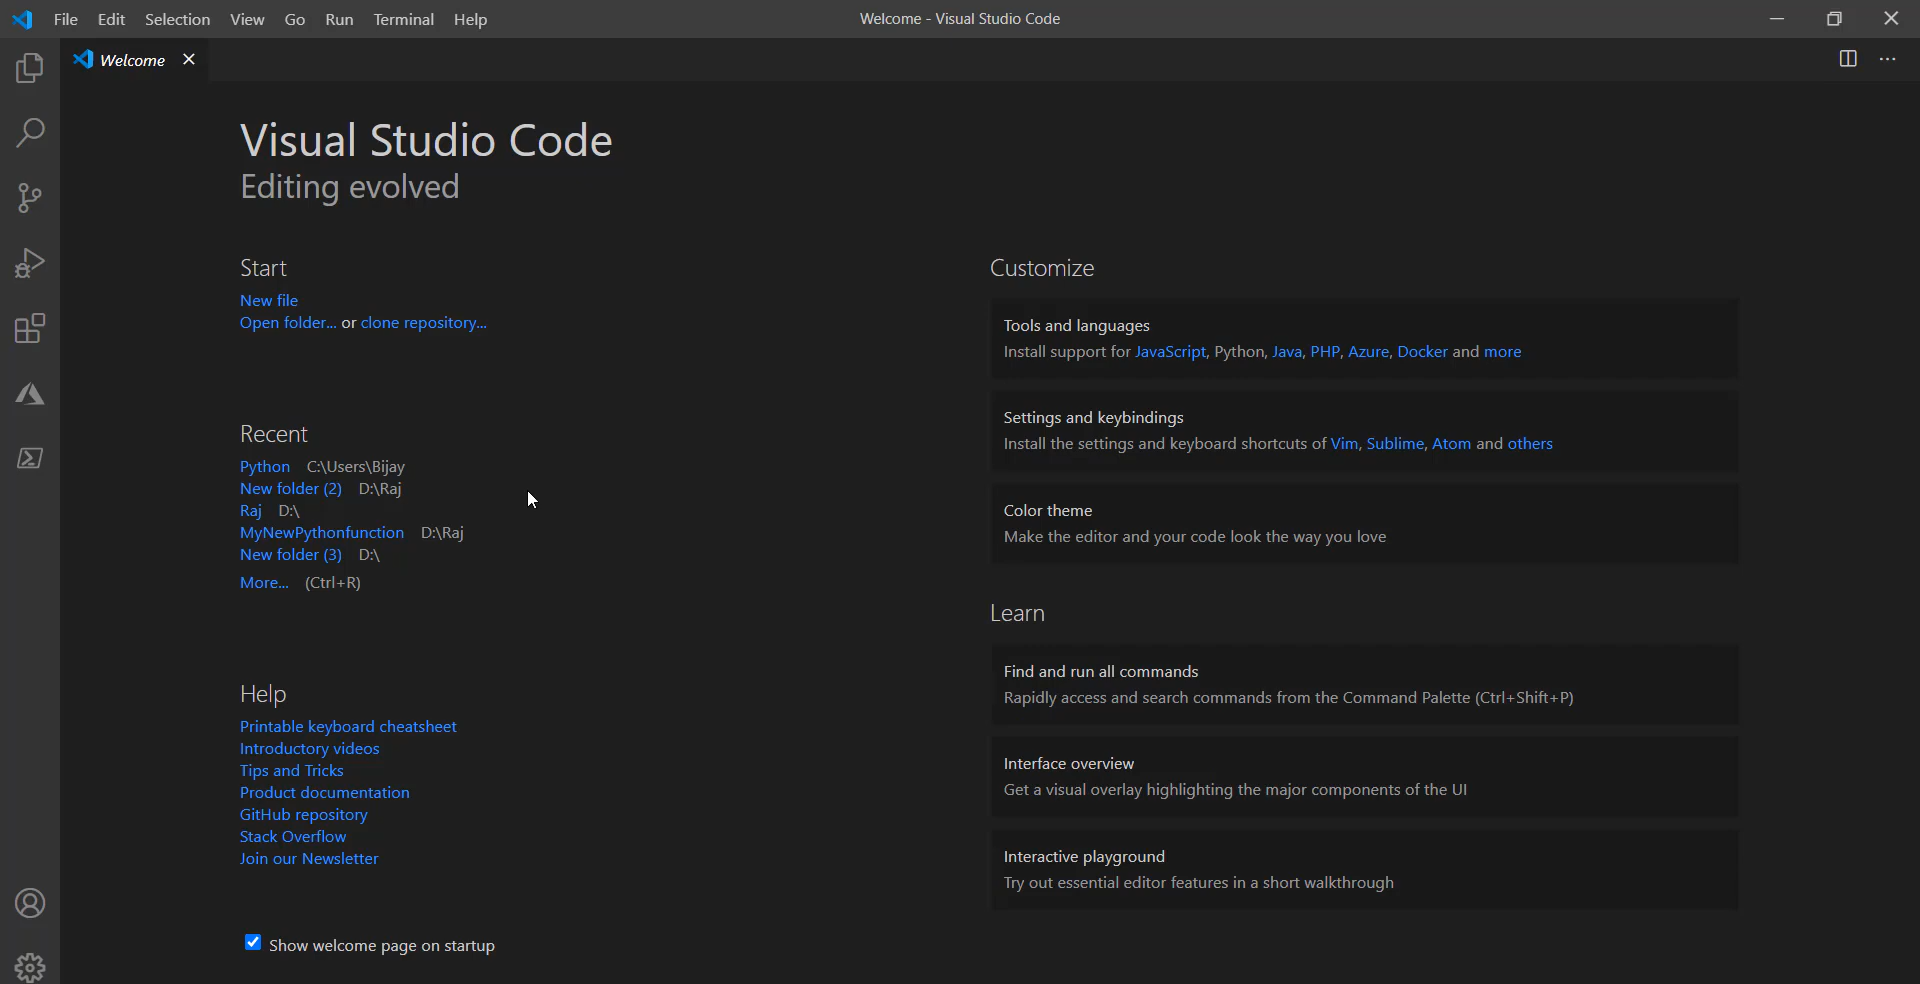 File Edit Selection View Go Run Terminal Help
Welcome - Visual Studio Code
Welcome
Visual Studio Code
Editing evolved
Start
New file
Open folder... or clone repository...
Recent
Python C:\Users\Bijay
New folder (2) D:\Raj
Raj D:\
MyNewPythonfunction D:\Raj
New folder (3) D:\
More... (Ctrl+R)
Help
Printable keyboard cheatsheet
Introductory videos
Tips and Tricks
Product documentation
GitHub repository
Stack Overflow
Join our Newsletter
Show welcome page on startup
Customize
Tools and languages
Install support for JavaScript, Python, Java, PHP, Azure, Docker and more
Settings and keybindings
Install the settings and keyboard shortcuts of Vim, Sublime, Atom and others
Color theme
Make the editor and your code look the way you love
Learn
Find and run all commands
Rapidly access and search commands from the Command Palette (Ctrl+Shift+P)
Interface overview
Get a visual overlay highlighting the major components of the UI
Interactive playground
Try out essential editor features in a short walkthrough